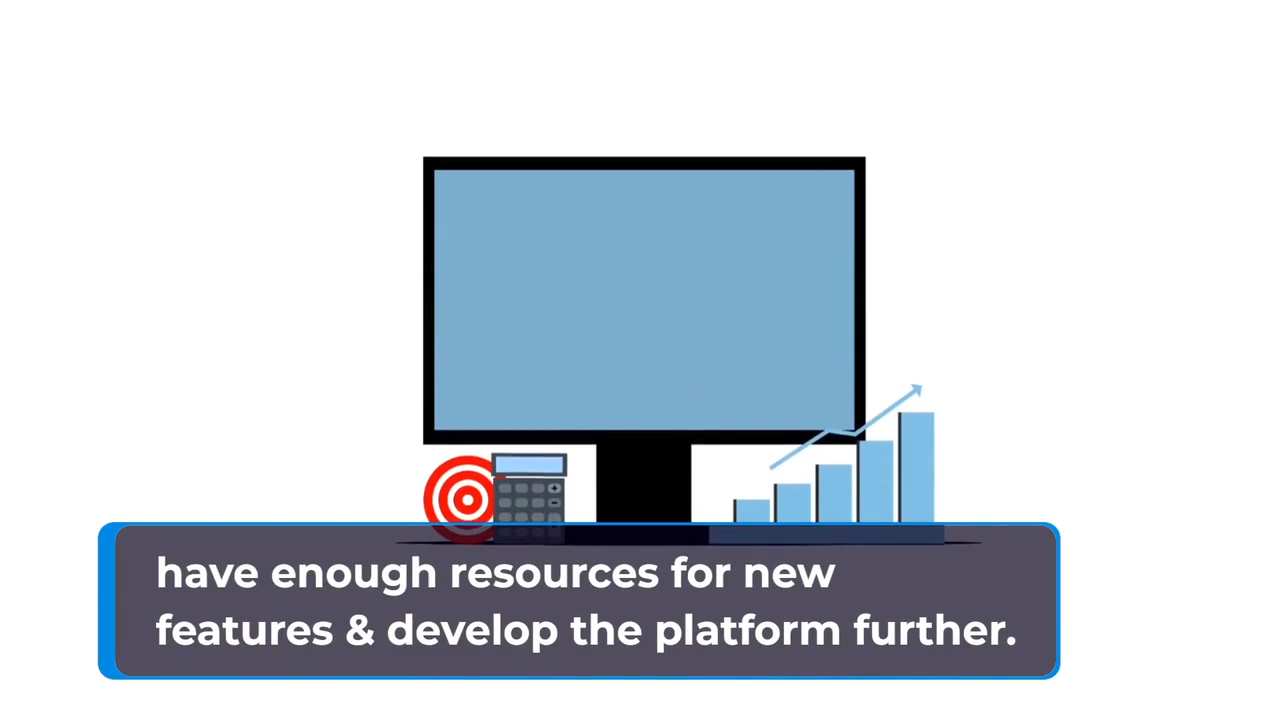 have enough resources for new
features & develop the platform further.